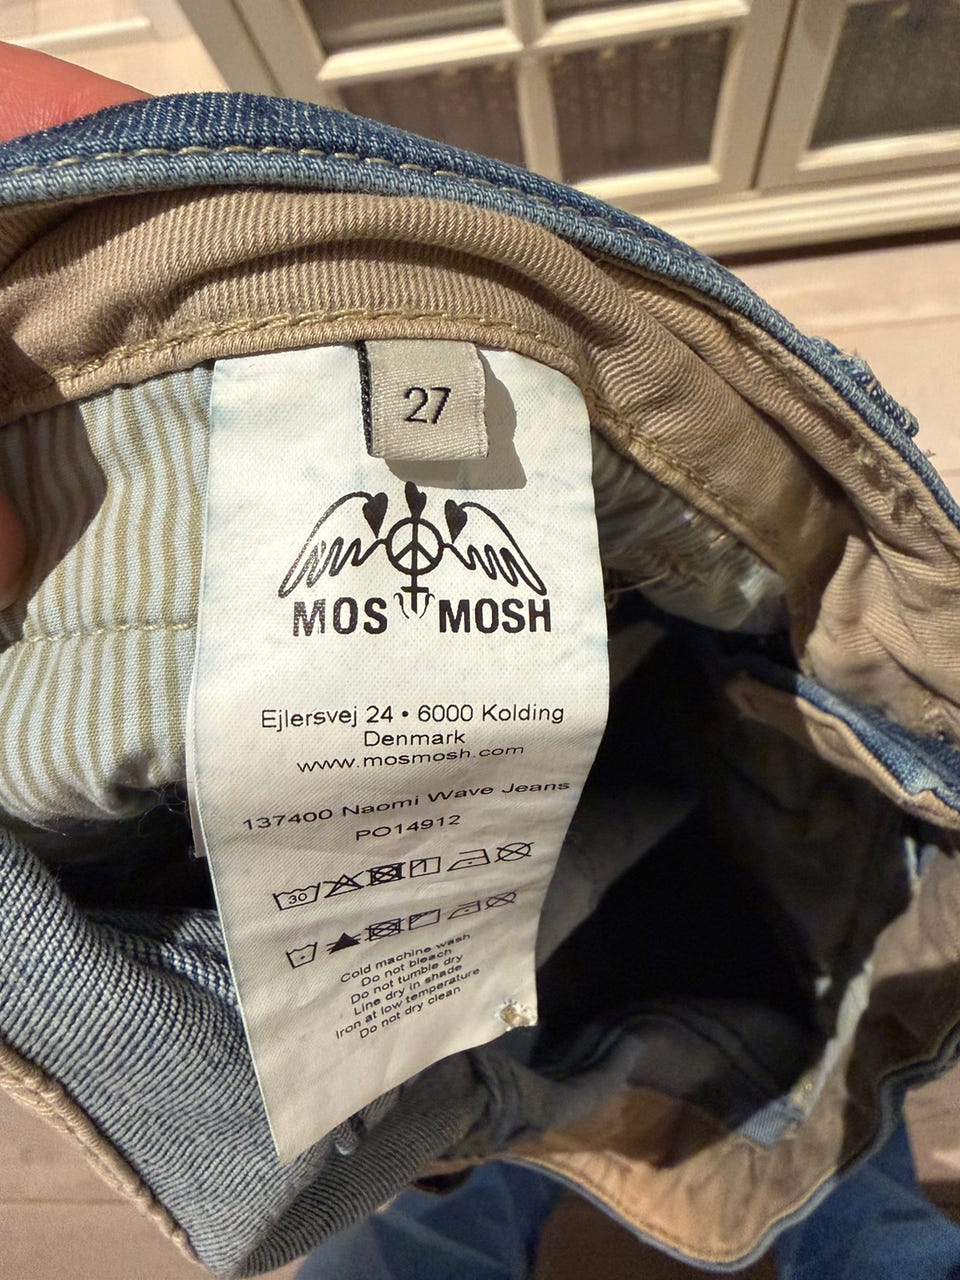 27
MOS MOSH
Ejlersvej 24 • 6000 Kolding
Denmark
www.mosmosh.com
137400 Naomi Wave Jeans
PO14912
30
Cold machine wash
Do not bleach
Do not tumble dry
Line dry in shade
Iron at low temperature
Do not dry clean